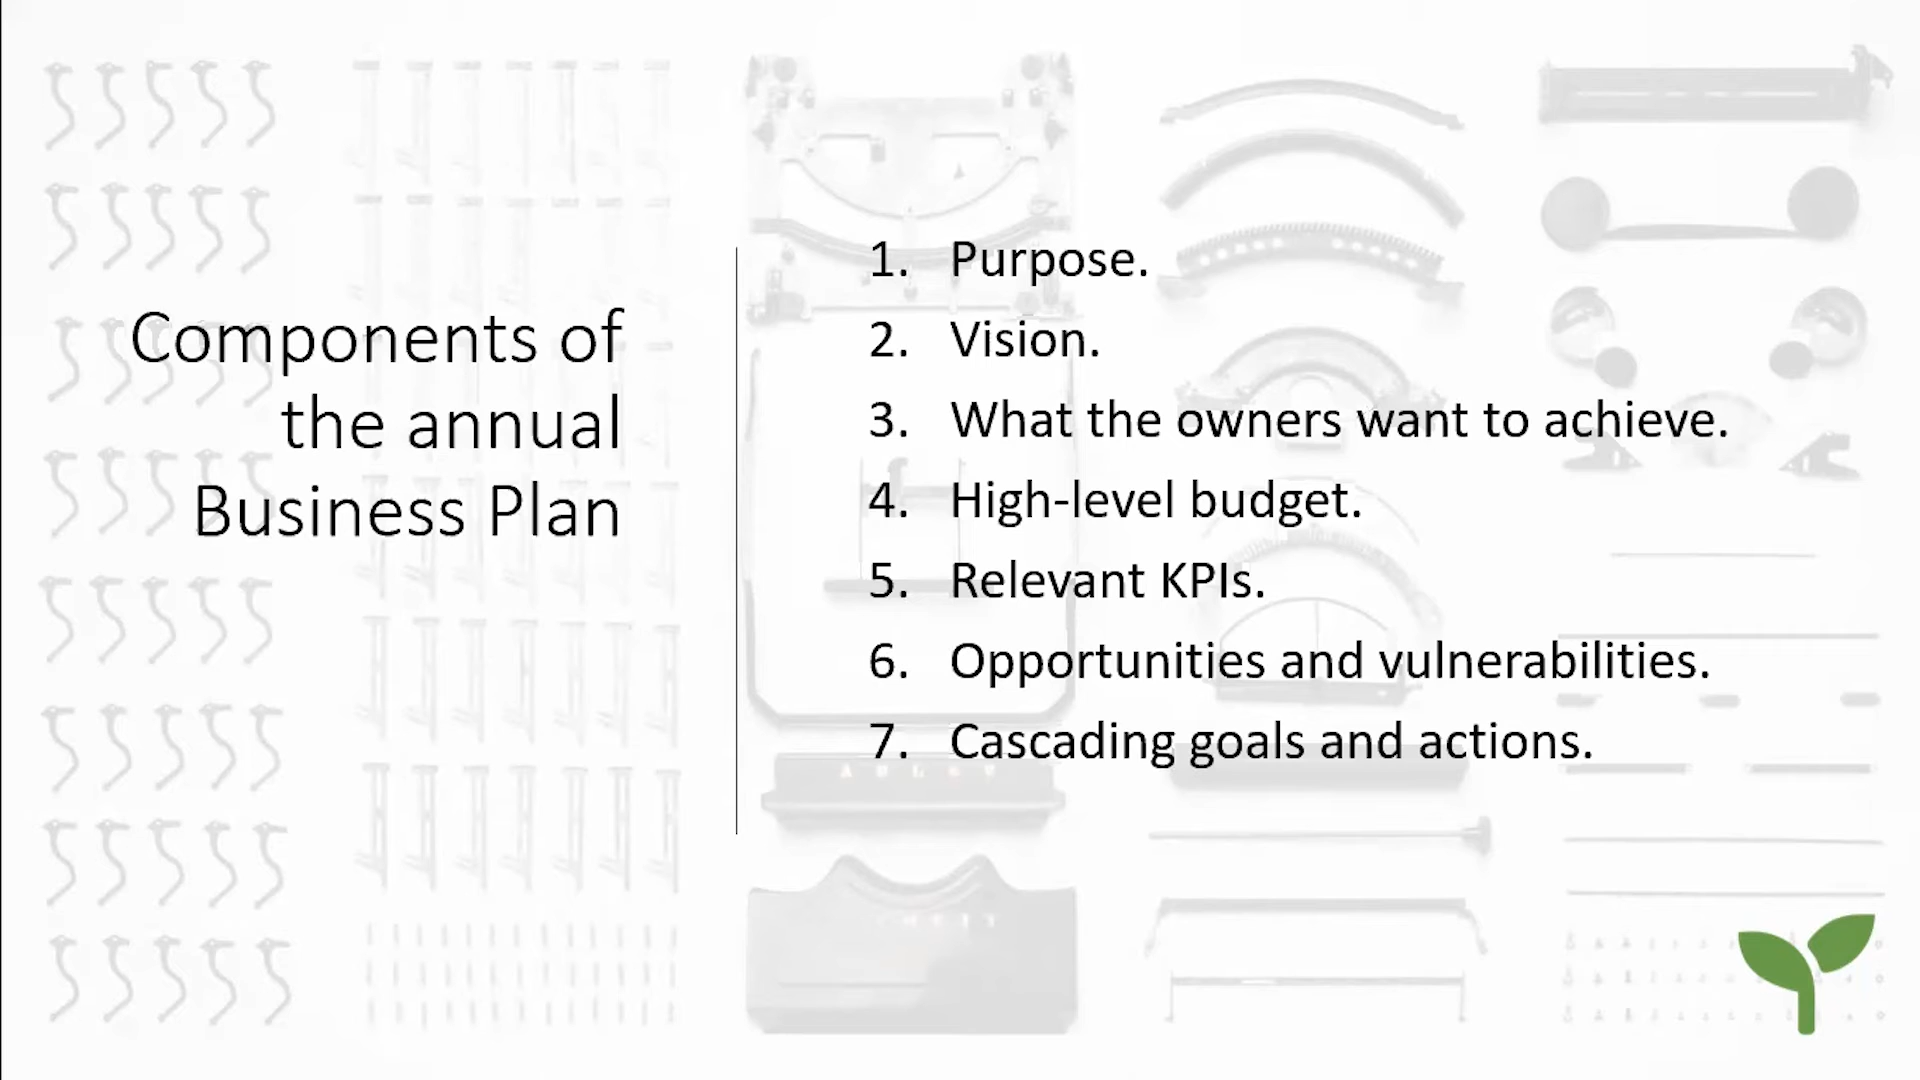 Components of
the annual
Business Plan
1. Purpose.
2. Vision.
3. What the owners want to achieve.
4. High-level budget.
5. Relevant KPIs.
6. Opportunities and vulnerabilities.
7. Cascading goals and actions.